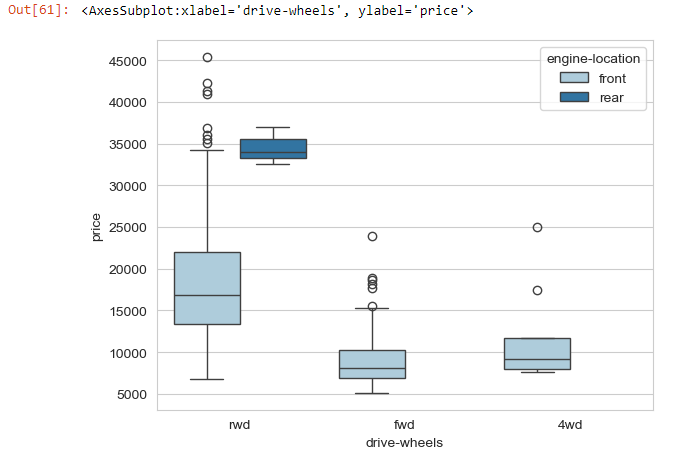 Out[61]: <AxesSubplot:xlabel='drive-wheels', ylabel='price'>
engine-location
front
rear
45000
40000
35000
30000
25000
20000
15000
10000
5000
price
rwd fwd 4wd
drive-wheels